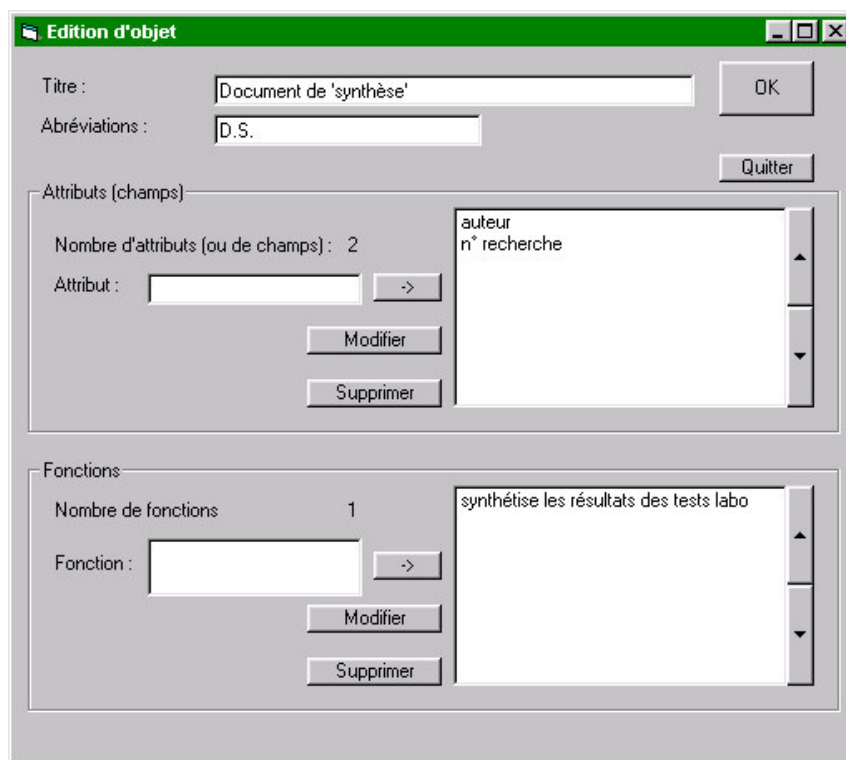 Edition d'objet
Titre :
Document de 'synthèse'
OK
Abréviations :
D.S.
Quitter
Attributs (champs)
Nombre d'attributs (ou de champs) : 2
Attribut :
->
Modifier
Supprimer
auteur
n° recherche
Fonctions
Nombre de fonctions 1
Fonction :
->
Modifier
Supprimer
synthétise les résultats des tests labo